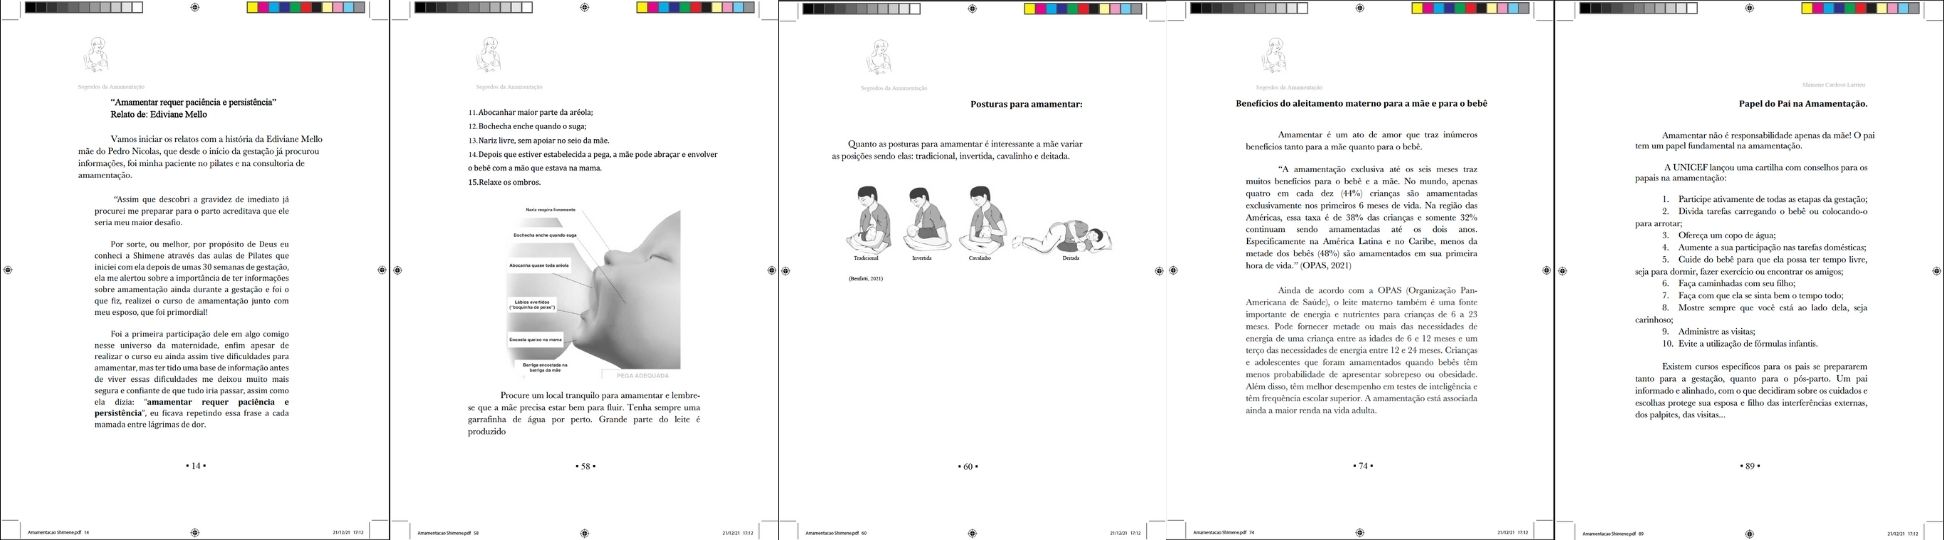 Segredos da Amamentação
"Amamentar requer paciência e persistência"
Relato de: Ediviane Mello
Vamos iniciar os relatos com a história da Ediviane Mello
mãe do Pedro Nicolas, que desde o início da gestação já procurou
informações, foi minha paciente no pilates e na consultoria de
amamentação.
"Assim que descobri a gravidez de imediato já
procurei me preparar para o parto acreditava que ele
seria meu maior desafio.
Por sorte, ou melhor, por propósito de Deus eu
conheci a Shimene através das aulas de Pilates que
iniciei com ela depois de umas 30 semanas de gestação,
ela me alertou sobre a importância de ter informações
sobre amamentação ainda durante a gestação e foi o
que fiz, realizei o curso de amamentação junto com
meu esposo, que foi primordial!
Foi a primeira participação dele em algo comigo
nesse universo da maternidade, enfim apesar de
realizar o curso eu ainda assim tive dificuldades para
amamentar, mas ter tido uma base de informação antes
de viver essas dificuldades me deixou muito mais
segura e confiante de que tudo iria passar, assim como
ela dizia: "amamentar requer paciência e
persistência", eu ficava repetindo essa frase a cada
mamada entre lágrimas de dor.
• 14 •
Amamentacao Shimene.pdf 14
21/12/21 17:12
Segredos da Amamentação
11. Abocanhar maior parte da aréola;
12. Bochecha enche quando o suga;
13. Nariz livre, sem apoiar no seio da mãe.
14. Depois que estiver estabelecida a pega, a mãe pode abraçar e envolver
o bebê com a mão que estava na mama.
15. Relaxe os ombros.
Nariz respira livremente
Bochecha enche quando suga
Abocanha quase toda aréola
Lábios evertidos
("boquinha de peixe")
Encosta queixo na mama
Barriga encostada na
barriga da mãe
PEGA ADEQUADA
Procure um local tranquilo para amamentar e lembre-
se que a mãe precisa estar bem para fluir. Tenha sempre uma
garrafinha de água por perto. Grande parte do leite é
produzido
• 58 •
Amamentacao Shimene.pdf 58
21/12/21 17:12
Segredos da Amamentação
Posturas para amamentar:
Quanto as posturas para amamentar é interessante a mãe variar
as posições sendo elas: tradicional, invertida, cavalinho e deitada.
Tradicional
Invertida
Cavalinho
Deitada
(Benfatti, 2021)
• 60 •
Amamentacao Shimene.pdf 60
21/12/21 17:12
Segredos da Amamentação
Benefícios do aleitamento materno para a mãe e para o bebê
Amamentar é um ato de amor que traz inúmeros
benefícios tanto para a mãe quanto para o bebê.
"A amamentação exclusiva até os seis meses traz
muitos benefícios para o bebê e a mãe. No mundo, apenas
quatro em cada dez (44%) crianças são amamentadas
exclusivamente nos primeiros 6 meses de vida. Na região das
Américas, essa taxa é de 38% das crianças e somente 32%
continuam sendo amamentadas até os dois anos.
Especificamente na América Latina e no Caribe, menos da
metade dos bebês (48%) são amamentados em sua primeira
hora de vida." (OPAS, 2021)
Ainda de acordo com a OPAS (Organização Pan-
Americana de Saúde), o leite materno também é uma fonte
importante de energia e nutrientes para crianças de 6 a 23
meses. Pode fornecer metade ou mais das necessidades de
energia de uma criança entre as idades de 6 e 12 meses e um
terço das necessidades de energia entre 12 e 24 meses. Crianças
e adolescentes que foram amamentados quando bebês têm
menos probabilidade de apresentar sobrepeso ou obesidade.
Além disso, têm melhor desempenho em testes de inteligência e
têm frequência escolar superior. A amamentação está associada
ainda a maior renda na vida adulta.
• 74 •
Amamentacao Shimene.pdf 74
21/12/21 17:12
Shimene Cardoso Larruy
Papel do Pai na Amamentação.
Amamentar não é responsabilidade apenas da mãe! O pai
tem um papel fundamental na amamentação.
A UNICEF lançou uma cartilha com conselhos para os
papais na amamentação:
1. Participe ativamente de todas as etapas da gestação;
2. Divida tarefas carregando o bebê ou colocando-o
para arrotar;
3. Ofereça um copo de água;
4. Aumente a sua participação nas tarefas domésticas;
5. Cuide do bebê para que ela possa ter tempo livre,
seja para dormir, fazer exercício ou encontrar os amigos;
6. Faça caminhadas com seu filho;
7. Faça com que ela se sinta bem o tempo todo;
8. Mostre sempre que você está ao lado dela, seja
carinhoso;
9. Administre as visitas;
10. Evite a utilização de fórmulas infantis.
Existem cursos específicos para os pais se prepararem
tanto para a gestação, quanto para o pós-parto. Um pai
informado e alinhado, com o que decidiram sobre os cuidados e
escolhas protege sua esposa e filho das interferências externas,
dos palpites, das visitas...
• 89 •
Amamentacao Shimene.pdf 89
21/12/21 17:12